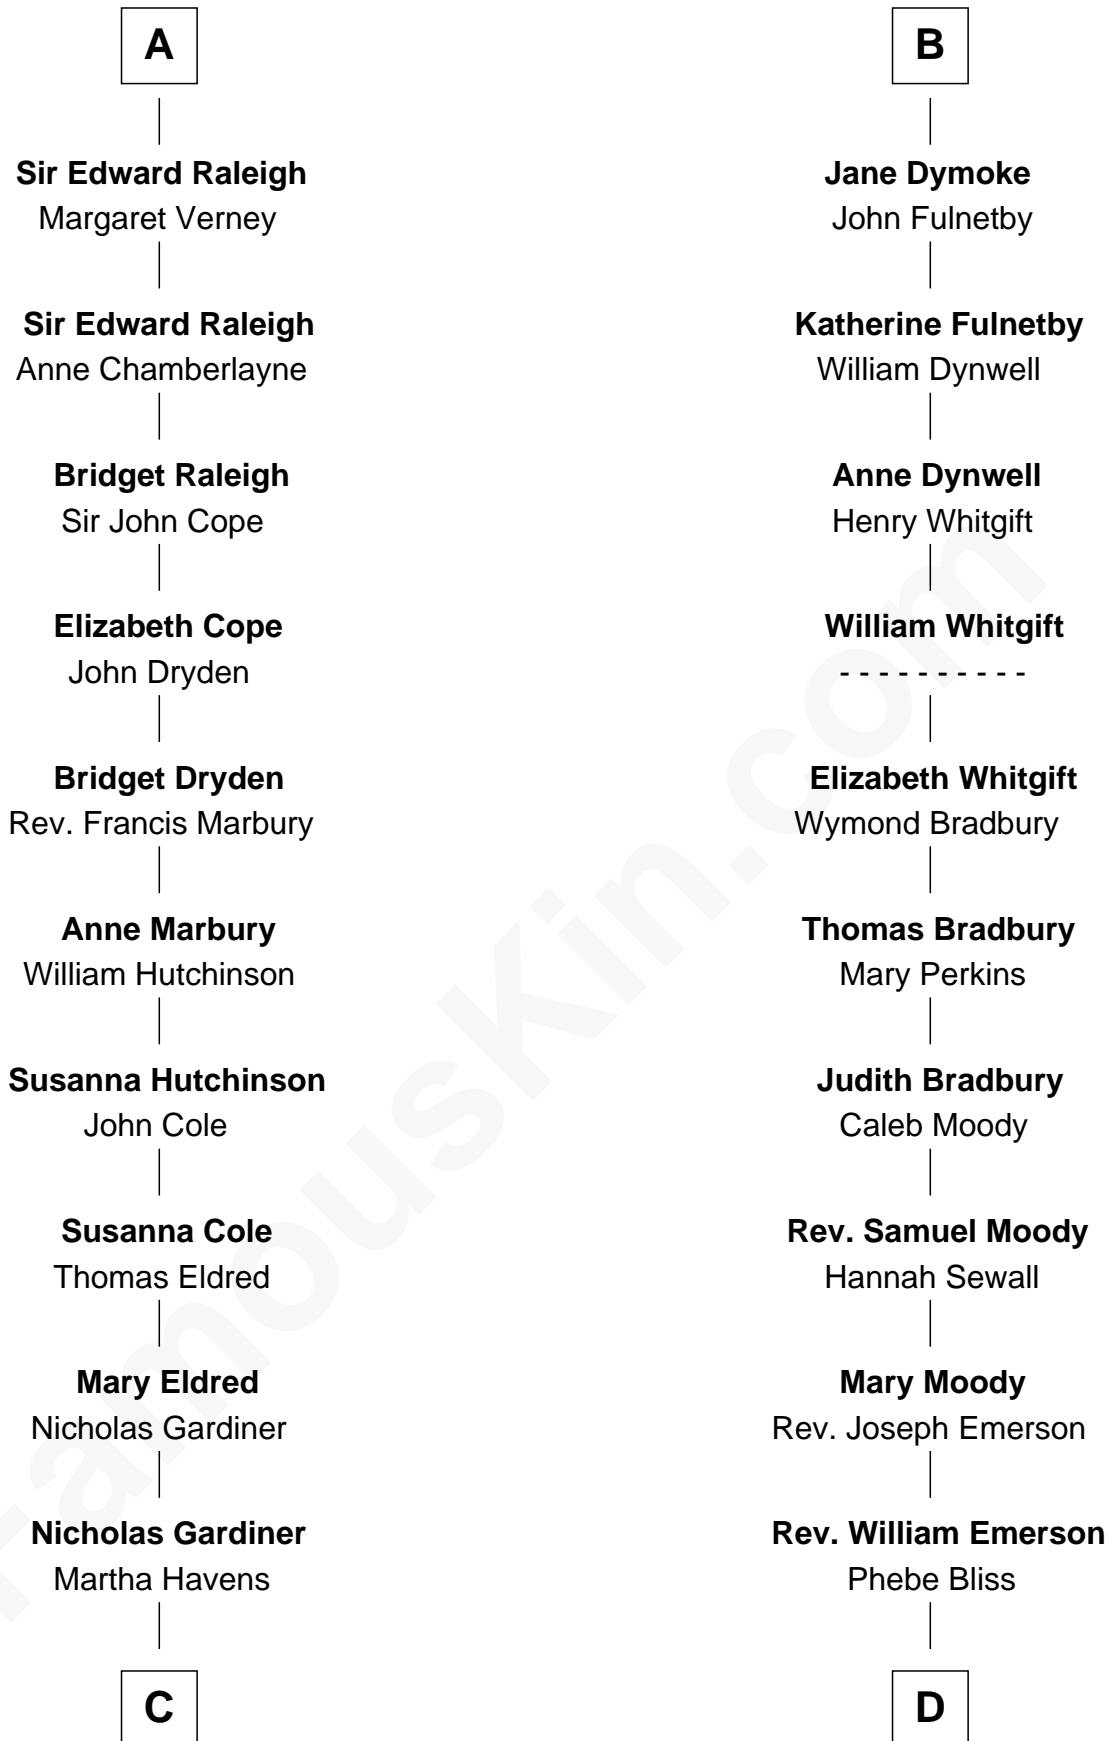 A
Sir Edward Raleigh
Margaret Verney
Sir Edward Raleigh
Anne Chamberlayne
Bridget Raleigh
Sir John Cope
Elizabeth Cope
John Dryden
Bridget Dryden
Rev. Francis Marbury
Anne Marbury
William Hutchinson
Susanna Hutchinson
John Cole
Susanna Cole
Thomas Eldred
Mary Eldred
Nicholas Gardiner
Nicholas Gardiner
Martha Havens
C
B
Jane Dymoke
John Fulnetby
Katherine Fulnetby
William Dynwell
Anne Dynwell
Henry Whitgift
William Whitgift
- - - - - - - - - -
Elizabeth Whitgift
Wymond Bradbury
Thomas Bradbury
Mary Perkins
Judith Bradbury
Caleb Moody
Rev. Samuel Moody
Hannah Sewall
Mary Moody
Rev. Joseph Emerson
Rev. William Emerson
Phebe Bliss
D
FamousKin.com